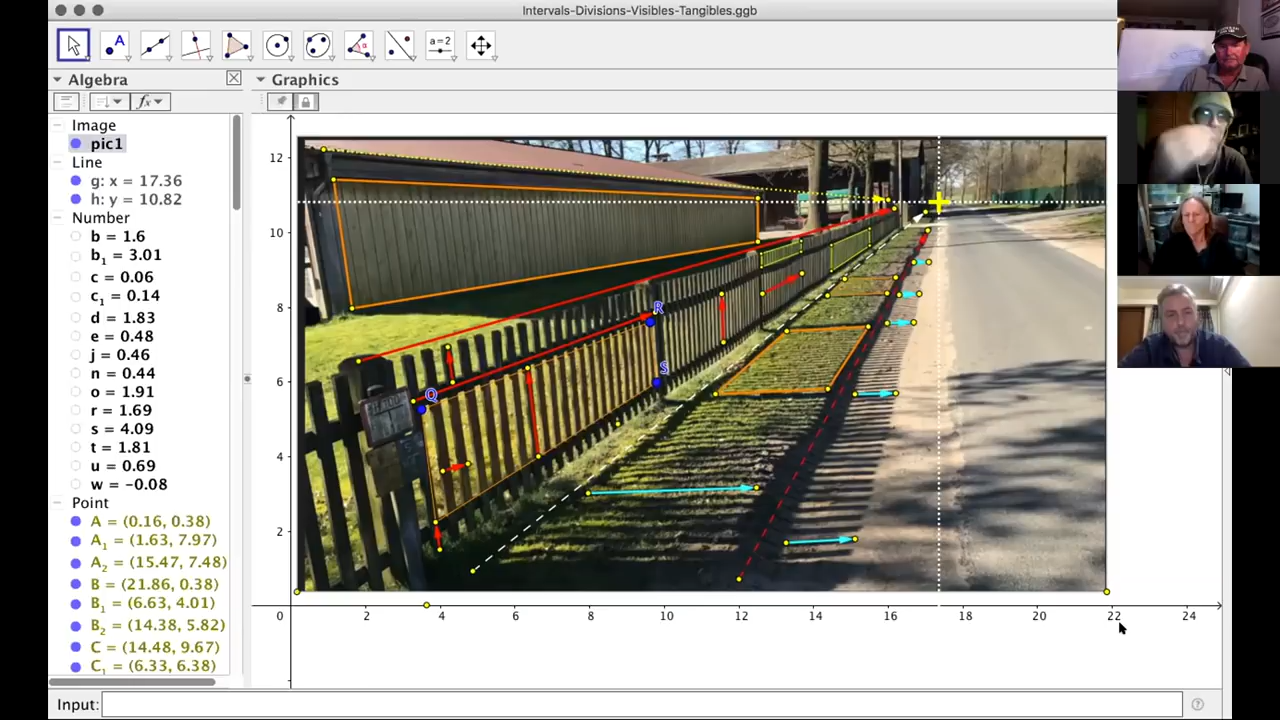 Intervals-Divisions-Visibles-Tangibles.ggb
A
α
a=2
Algebra
Graphics
fx
Image
pic1
Line
g: x = 17.36
h: y = 10.82
Number
b = 1.6
b₁ = 3.01
c = 0.06
c₁ = 0.14
d = 1.83
e = 0.48
j = 0.46
n = 0.44
o = 1.91
r = 1.69
s = 4.09
t = 1.81
u = 0.69
w = −0.08
Point
A = (0.16, 0.38)
A₁ = (1.63, 7.97)
A₂ = (15.47, 7.48)
B = (21.86, 0.38)
B₁ = (6.63, 4.01)
B₂ = (14.38, 5.82)
C = (14.48, 9.67)
C₁ = (6.33, 6.38)
12
10
8
6
4
2
R
S
Q
0 2 4 6 8 10 12 14 16 18 20 22 24
Input: